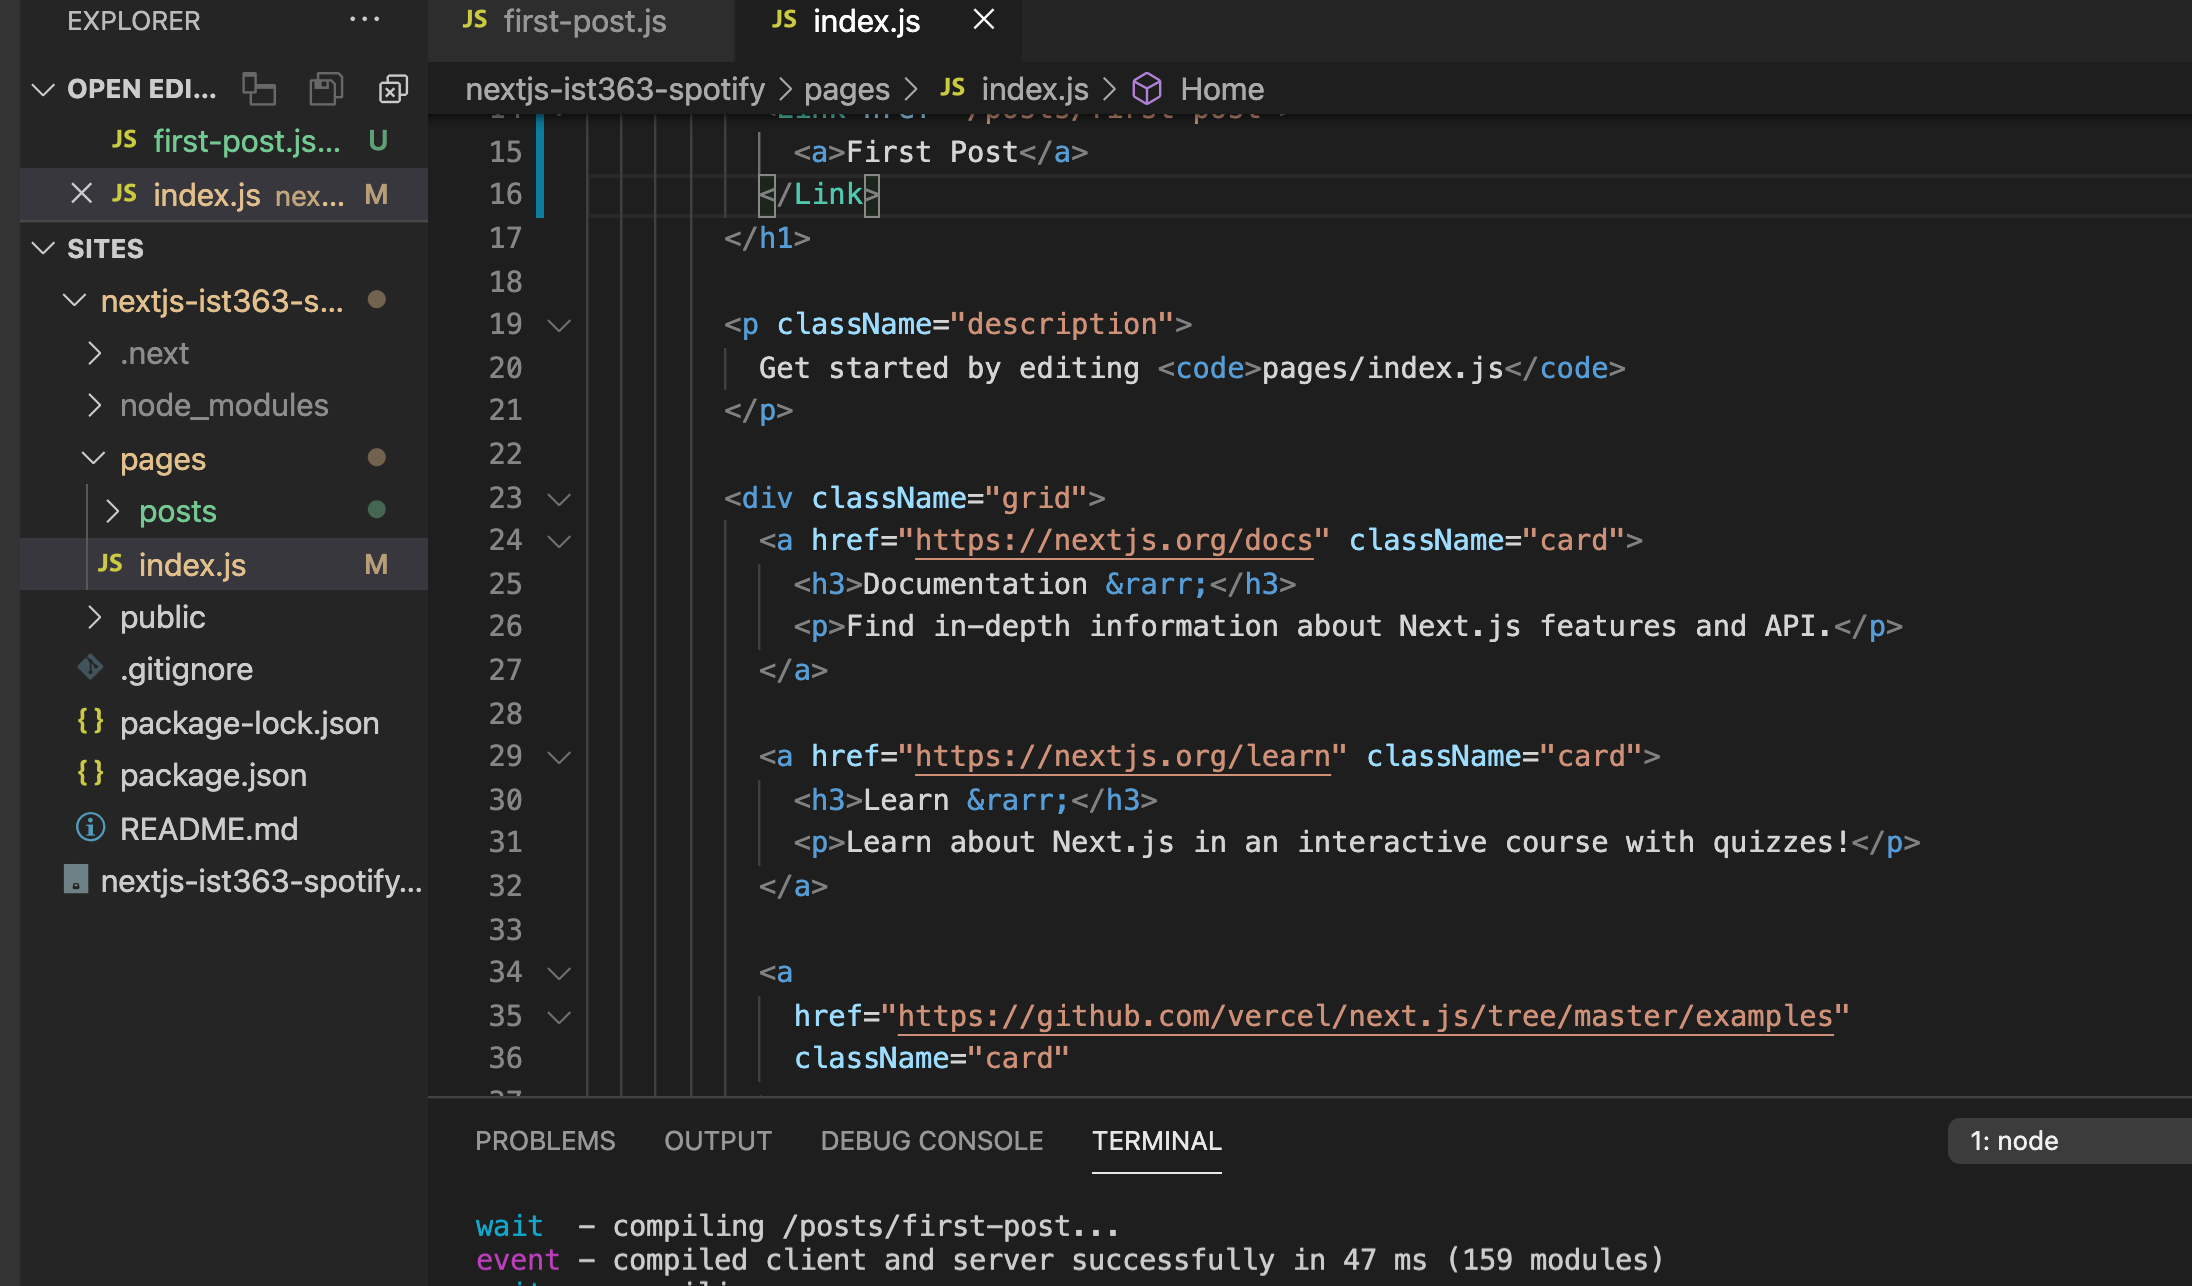 EXPLORER ...
OPEN EDI...
JS first-post.js... U
JS index.js nex... M
SITES
nextjs-ist363-s...
.next
node_modules
pages
posts
JS index.js M
public
.gitignore
{} package-lock.json
{} package.json
README.md
nextjs-ist363-spotify...
JS first-post.js
JS index.js
nextjs-ist363-spotify > pages > JS index.js > Home
15 <a>First Post</a>
16 </Link>
17 </h1>
18
19 <p className="description">
20 Get started by editing <code>pages/index.js</code>
21 </p>
22
23 <div className="grid">
24 <a href="https://nextjs.org/docs" className="card">
25 <h3>Documentation &rarr;</h3>
26 <p>Find in-depth information about Next.js features and API.</p>
27 </a>
28
29 <a href="https://nextjs.org/learn" className="card">
30 <h3>Learn &rarr;</h3>
31 <p>Learn about Next.js in an interactive course with quizzes!</p>
32 </a>
33
34 <a
35 href="https://github.com/vercel/next.js/tree/master/examples"
36 className="card"
PROBLEMS OUTPUT DEBUG CONSOLE TERMINAL 1: node
wait - compiling /posts/first-post...
event - compiled client and server successfully in 47 ms (159 modules)